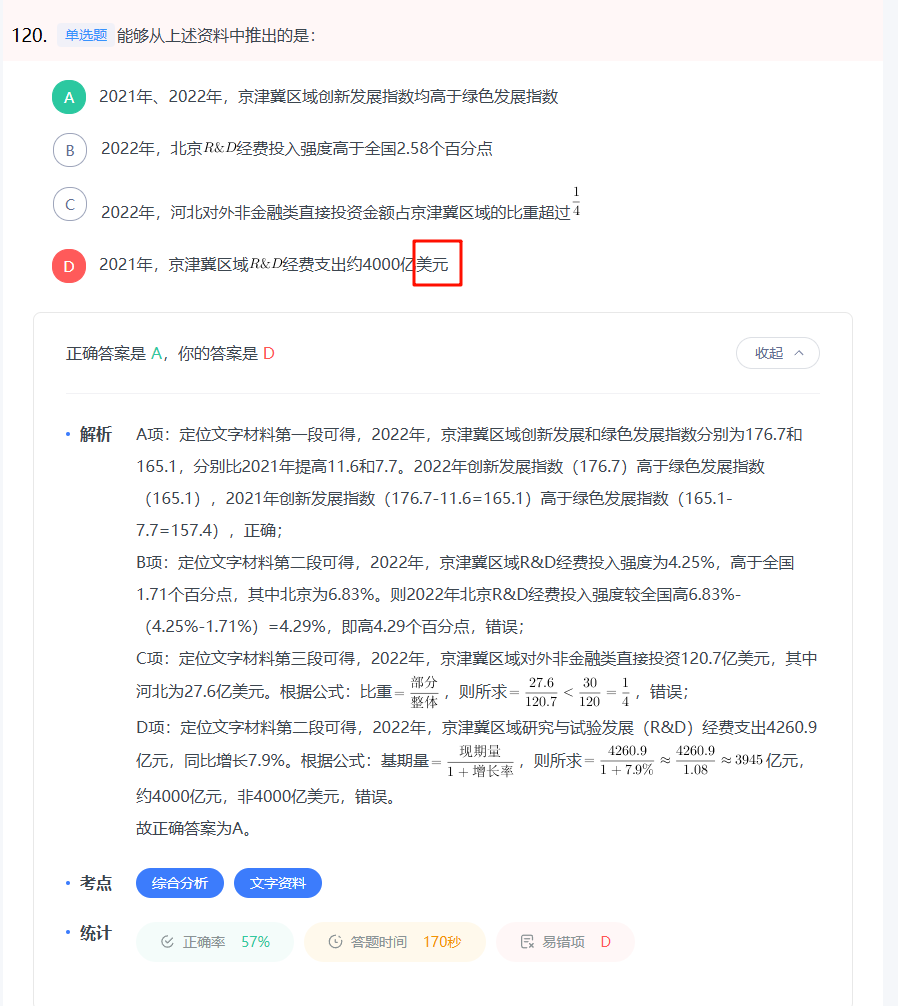 120. 单选题 能够从上述资料中推出的是：
A 2021年、2022年，京津冀区域创新发展指数均高于绿色发展指数
B 2022年，北京R&D经费投入强度高于全国2.58个百分点
C 2022年，河北对外非金融类直接投资金额占京津冀区域的比重超过1/4
D 2021年，京津冀区域R&D经费支出约4000亿美元
正确答案是 A，你的答案是 D 收起
· 解析 A项：定位文字材料第一段可得，2022年，京津冀区域创新发展和绿色发展指数分别为176.7和
165.1，分别比2021年提高11.6和7.7。2022年创新发展指数（176.7）高于绿色发展指数
（165.1），2021年创新发展指数（176.7-11.6=165.1）高于绿色发展指数（165.1-
7.7=157.4），正确；
B项：定位文字材料第二段可得，2022年，京津冀区域R&D经费投入强度为4.25%，高于全国
1.71个百分点，其中北京为6.83%。则2022年北京R&D经费投入强度较全国高6.83%-
（4.25%-1.71%）=4.29%，即高4.29个百分点，错误；
C项：定位文字材料第三段可得，2022年，京津冀区域对外非金融类直接投资120.7亿美元，其中
河北为27.6亿美元。根据公式：比重=部分/整体，则所求=27.6/120.7<30/120=1/4，错误；
D项：定位文字材料第二段可得，2022年，京津冀区域研究与试验发展（R&D）经费支出4260.9
亿元，同比增长7.9%。根据公式：基期量=现期量/1+增长率，则所求=4260.9/1+7.9%≈4260.9/1.08≈3945亿元，
约4000亿元，非4000亿美元，错误。
故正确答案为A。
· 考点 综合分析 文字资料
· 统计 正确率 57% 答题时间 170秒 易错项 D